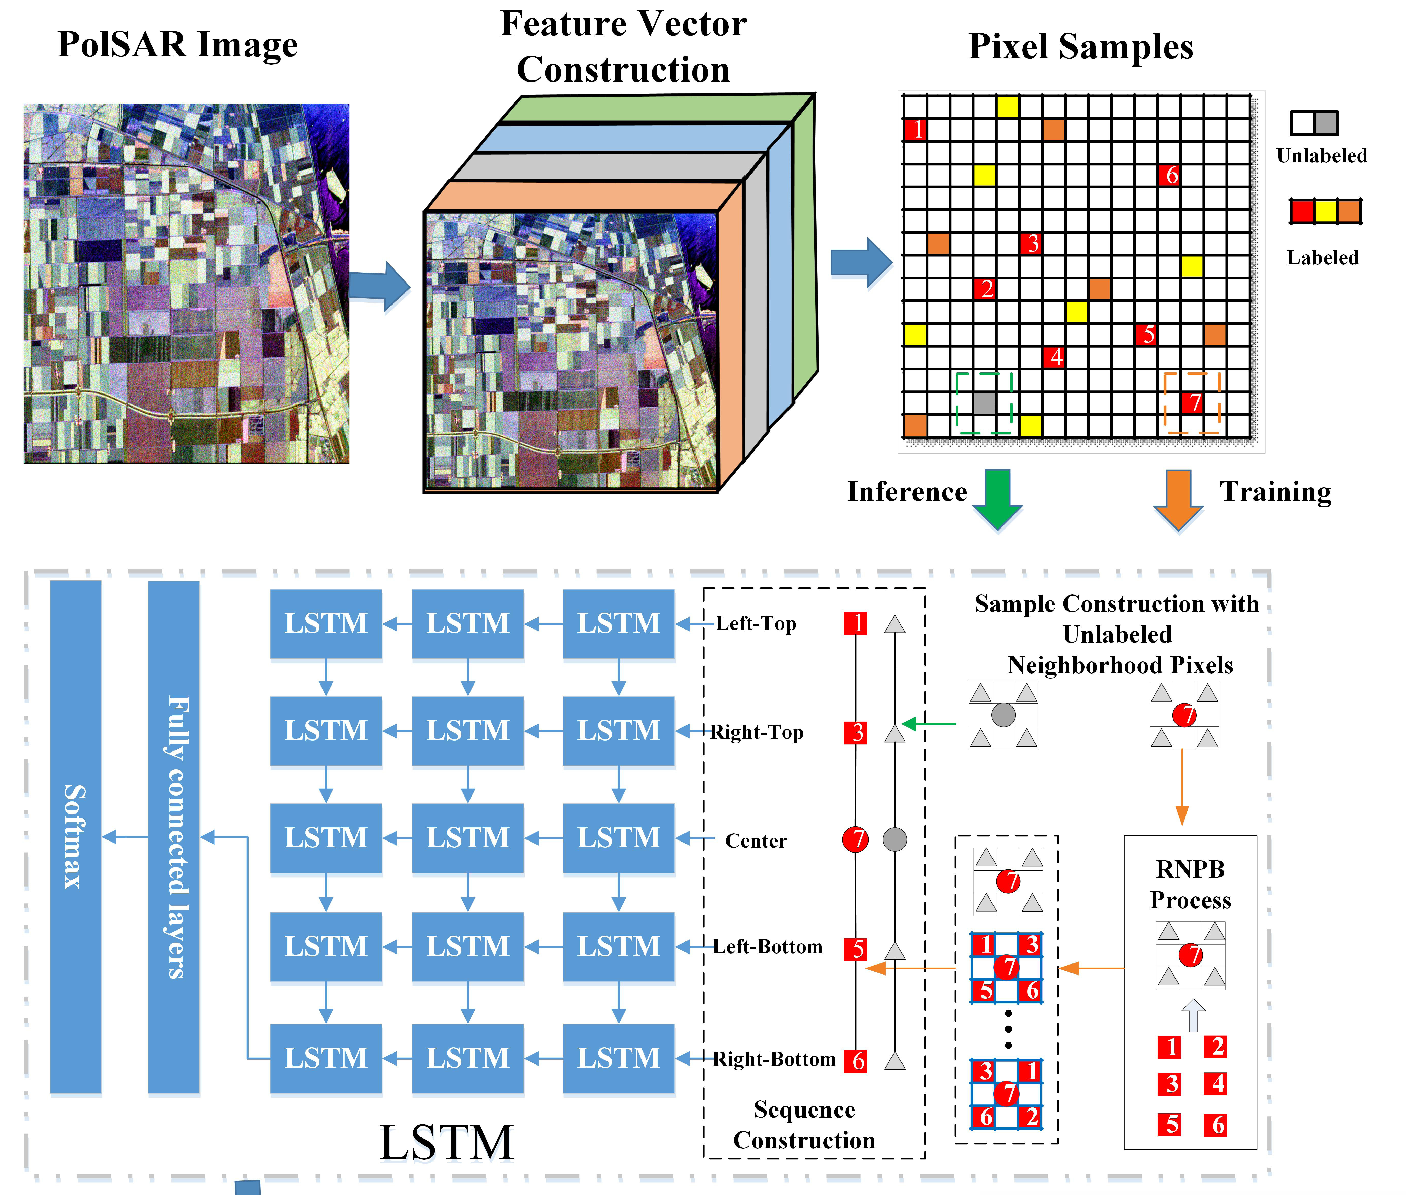 PolSAR Image
Feature Vector
Construction
Pixel Samples
1
6
3
2
5
4
7
Unlabeled
Labeled
Inference
Training
Softmax
Fully connected layers
LSTM LSTM LSTM
LSTM LSTM LSTM
LSTM LSTM LSTM
LSTM LSTM LSTM
LSTM LSTM LSTM
LSTM
Left-Top
1
Right-Top
3
Center
7
Left-Bottom
5
Right-Bottom
6
Sequence
Construction
Sample Construction with
Unlabeled
Neighborhood Pixels
7
7
1 3
7
5 6
3 1
7
6 2
RNPB
Process
7
1 2
3 4
5 6